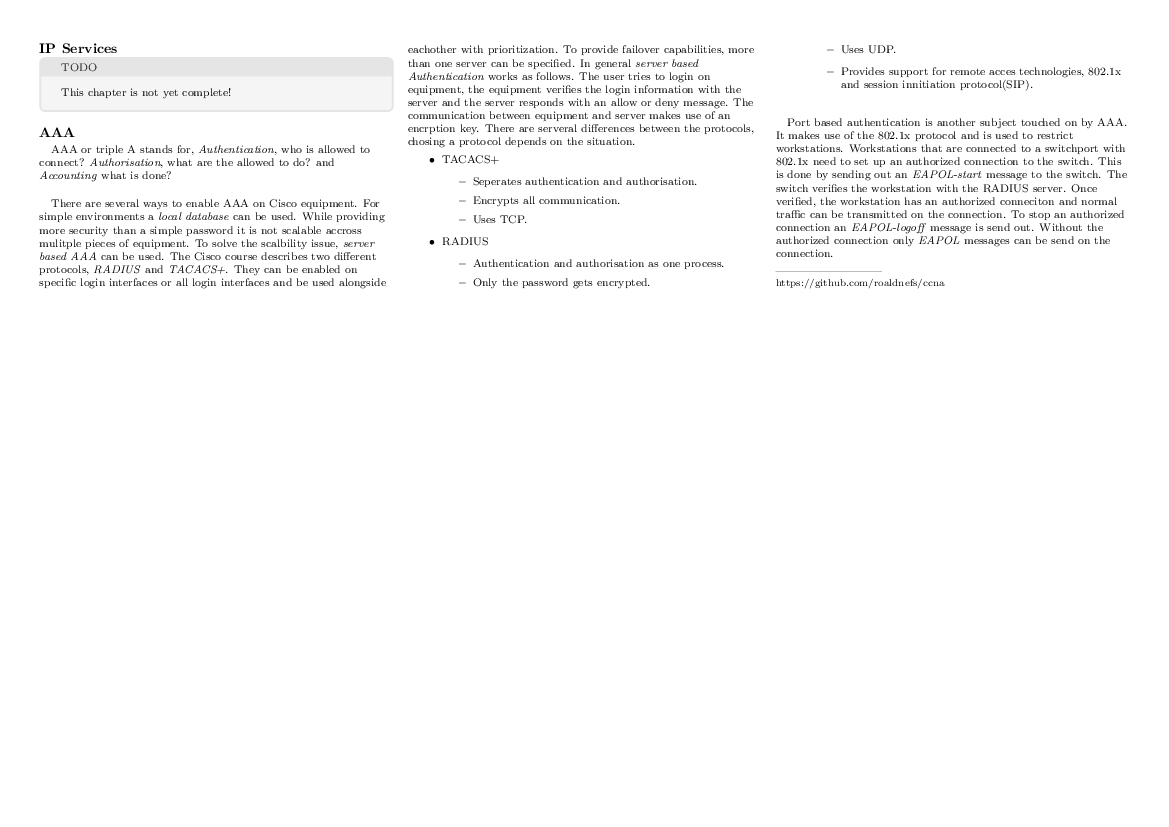 IP Services
TODO
This chapter is not yet complete!
AAA
AAA or triple A stands for, Authentication, who is allowed to
connect? Authorisation, what are the allowed to do? and
Accounting what is done?
There are several ways to enable AAA on Cisco equipment. For
simple environments a local database can be used. While providing
more security than a simple password it is not scalable accross
mulitple pieces of equipment. To solve the scalbility issue, server
based AAA can be used. The Cisco course describes two different
protocols, RADIUS and TACACS+. They can be enabled on
specific login interfaces or all login interfaces and be used alongside
eachother with prioritization. To provide failover capabilities, more
than one server can be specified. In general server based
Authentication works as follows. The user tries to login on
equipment, the equipment verifies the login information with the
server and the server responds with an allow or deny message. The
communication between equipment and server makes use of an
encrption key. There are serveral differences between the protocols,
chosing a protocol depends on the situation.
• TACACS+
– Seperates authentication and authorisation.
– Encrypts all communication.
– Uses TCP.
• RADIUS
– Authentication and authorisation as one process.
– Only the password gets encrypted.
– Uses UDP.
– Provides support for remote acces technologies, 802.1x
and session innitiation protocol(SIP).
Port based authentication is another subject touched on by AAA.
It makes use of the 802.1x protocol and is used to restrict
workstations. Workstations that are connected to a switchport with
802.1x need to set up an authorized connection to the switch. This
is done by sending out an EAPOL-start message to the switch. The
switch verifies the workstation with the RADIUS server. Once
verified, the workstation has an authorized conneciton and normal
traffic can be transmitted on the connection. To stop an authorized
connection an EAPOL-logoff message is send out. Without the
authorized connection only EAPOL messages can be send on the
connection.
https://github.com/roaldnefs/ccna